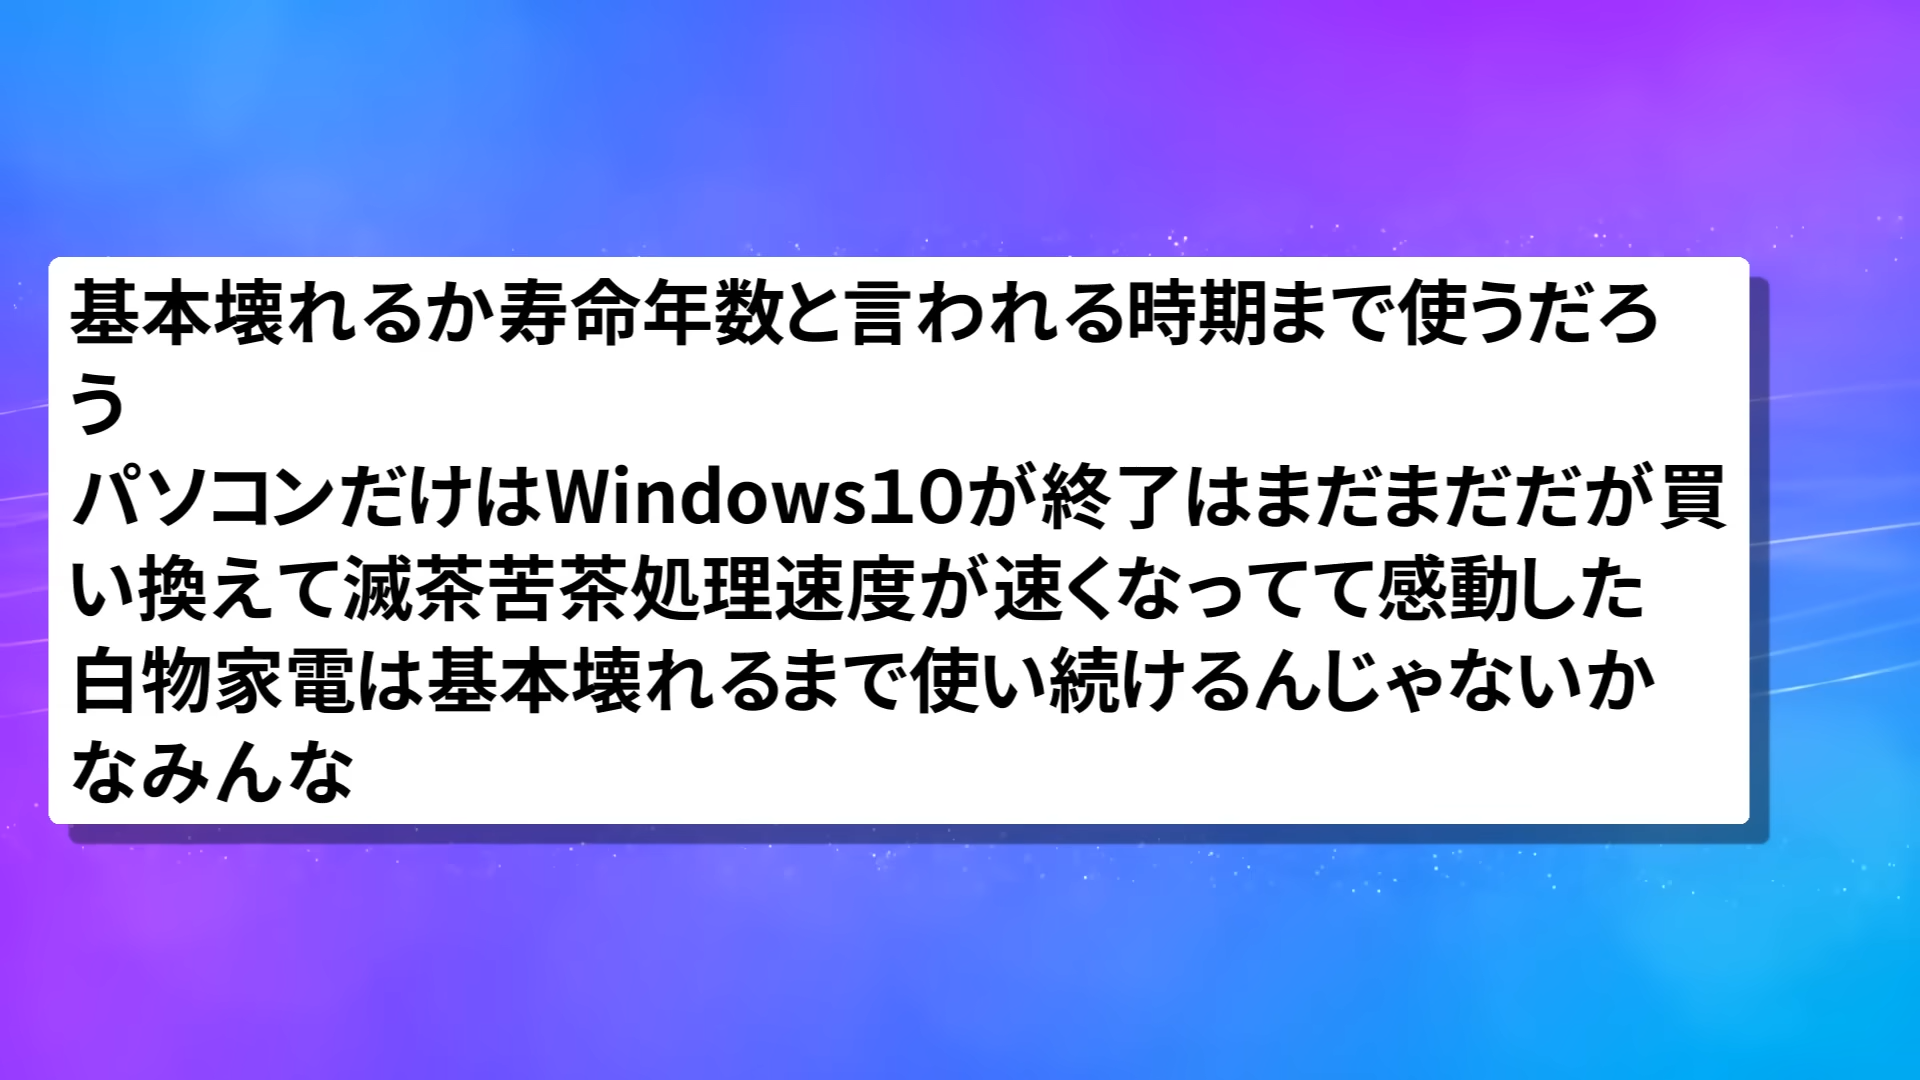 基本壊れるか寿命年数と言われる時期まで使うだろ
う
パソコンだけはWindows１０が終了はまだまだだが買
い換えて滅茶苦茶処理速度が速くなってて感動した
白物家電は基本壊れるまで使い続けるんじゃないか
なみんな